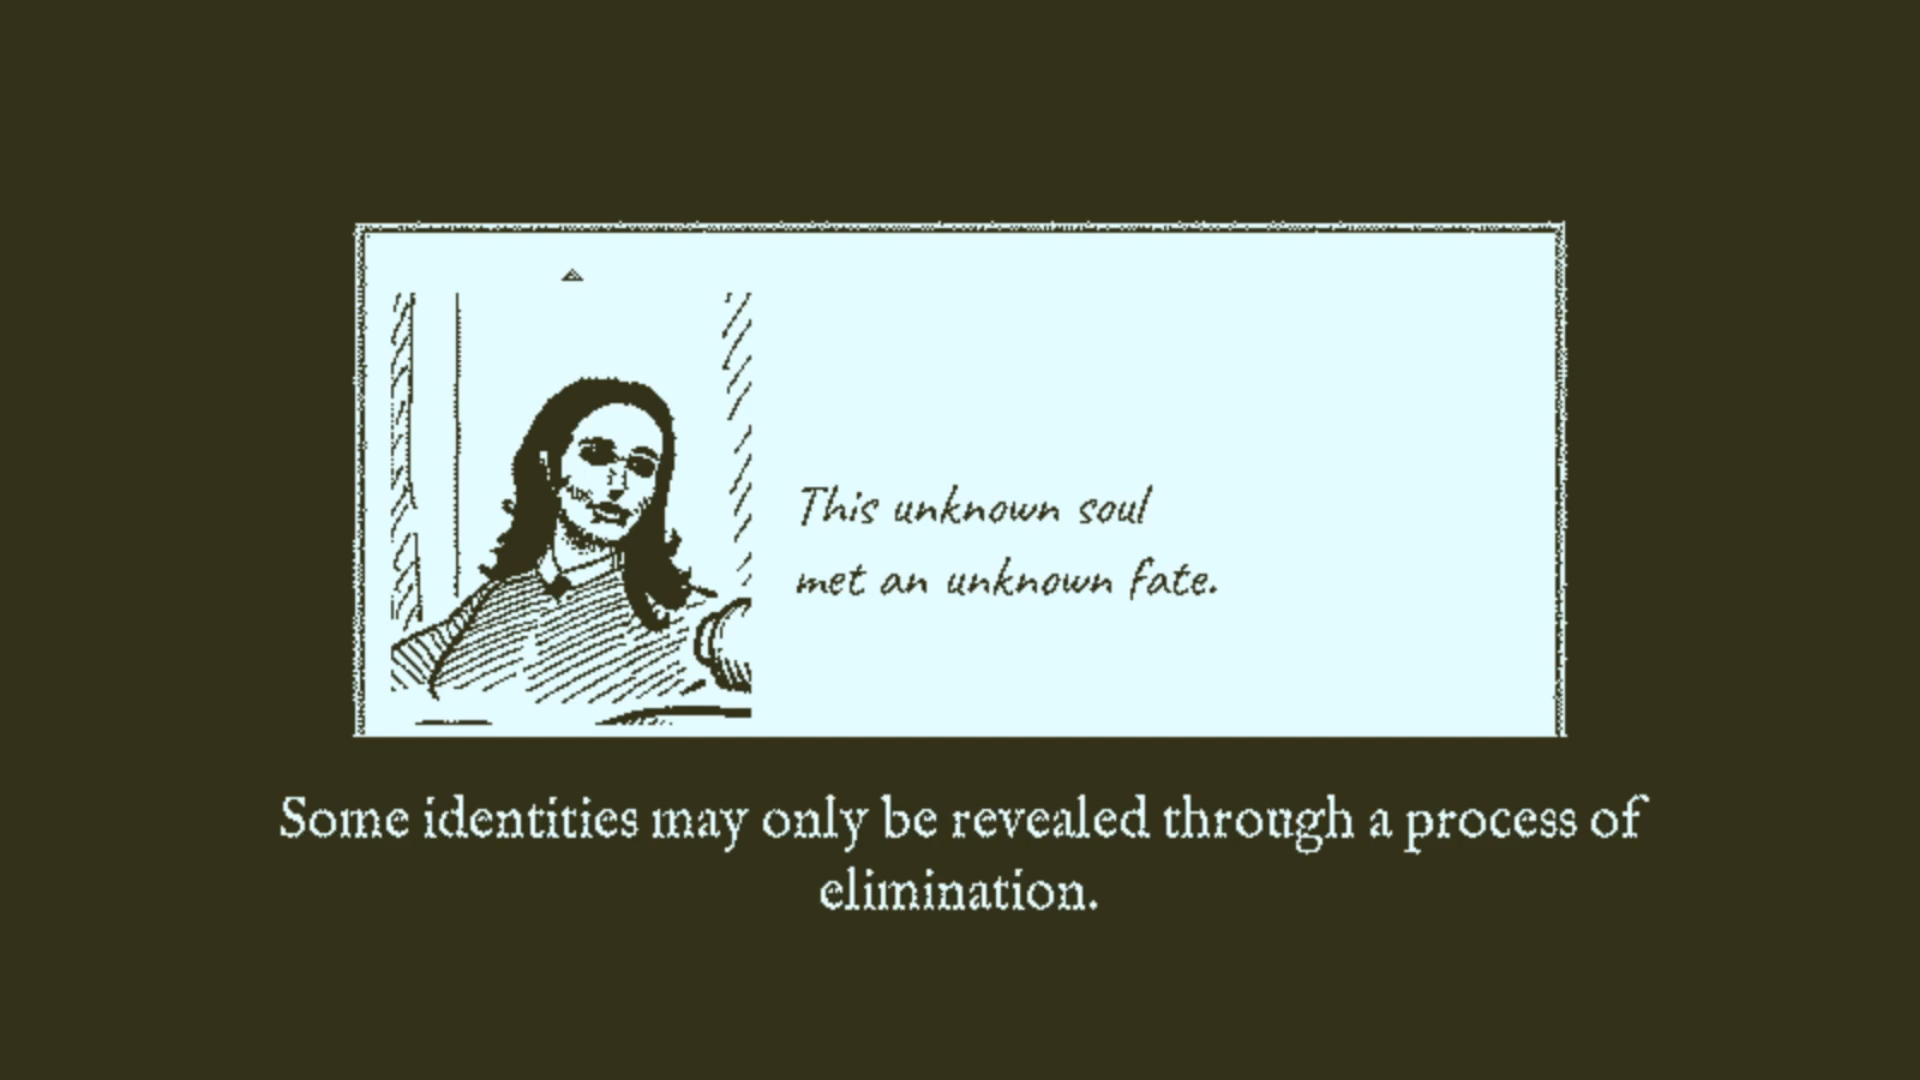 This unknown soul
met an unknown fate.
Some identities may only be revealed through a process of
elimination.